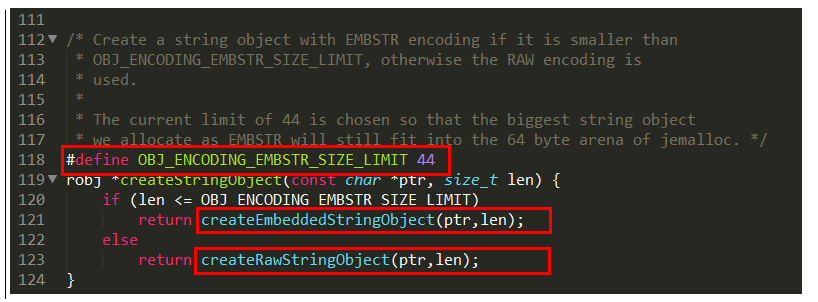 111
112 /* Create a string object with EMBSTR encoding if it is smaller than
113  * OBJ_ENCODING_EMBSTR_SIZE_LIMIT, otherwise the RAW encoding is
114  * used.
115  *
116  * The current limit of 44 is chosen so that the biggest string object
117  * we allocate as EMBSTR will still fit into the 64 byte arena of jemalloc. */
118 #define OBJ_ENCODING_EMBSTR_SIZE_LIMIT 44
119 robj *createStringObject(const char *ptr, size_t len) {
120     if (len <= OBJ_ENCODING_EMBSTR_SIZE_LIMIT)
121         return createEmbeddedStringObject(ptr,len);
122     else
123         return createRawStringObject(ptr,len);
124 }